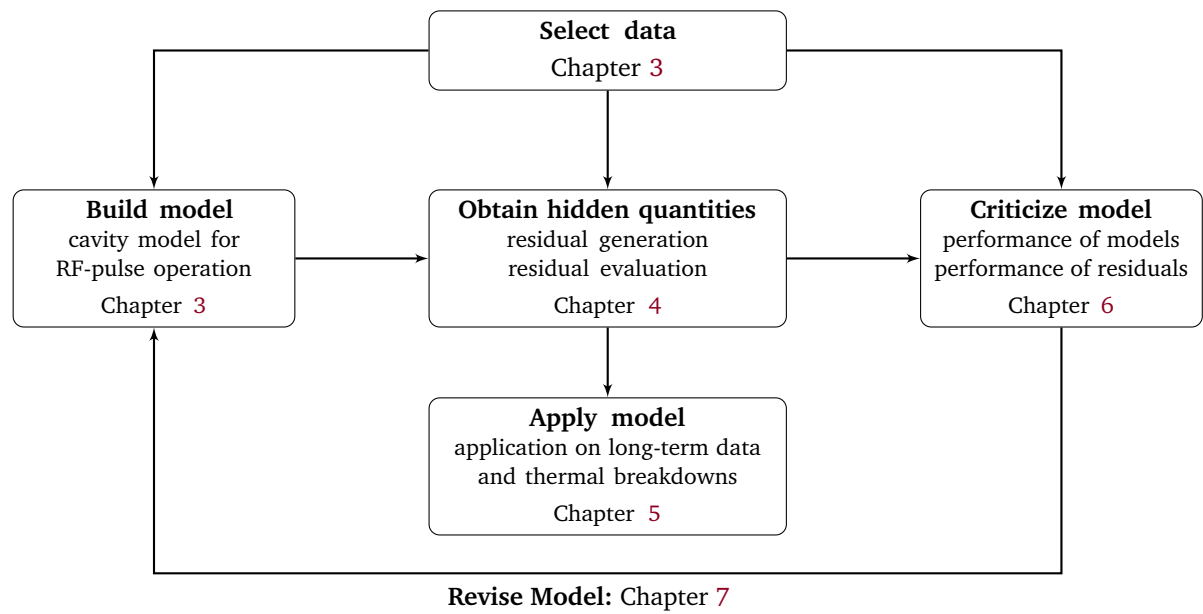 Select data
Chapter 3
Build model
cavity model for
RF-pulse operation
Chapter 3
Obtain hidden quantities
residual generation
residual evaluation
Chapter 4
Criticize model
performance of models
performance of residuals
Chapter 6
Apply model
application on long-term data
and thermal breakdowns
Chapter 5
Revise Model: Chapter 7